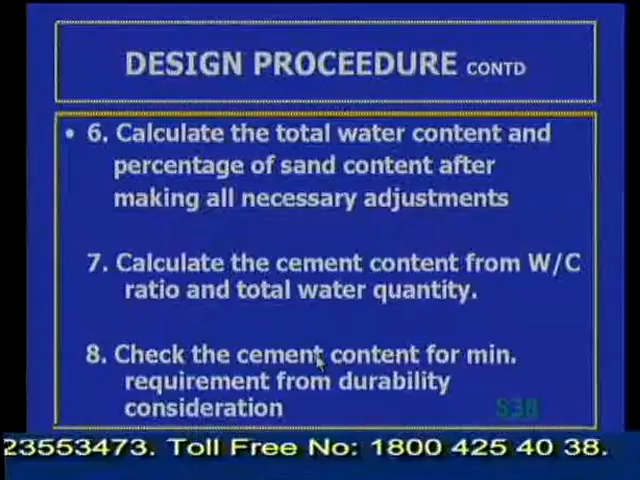 DESIGN PROCEEDURE CONTD
• 6. Calculate the total water content and
percentage of sand content after
making all necessary adjustments
7. Calculate the cement content from W/C
ratio and total water quantity.
8. Check the cement content for min.
requirement from durability
consideration
S38
23553473. Toll Free No: 1800 425 40 38.